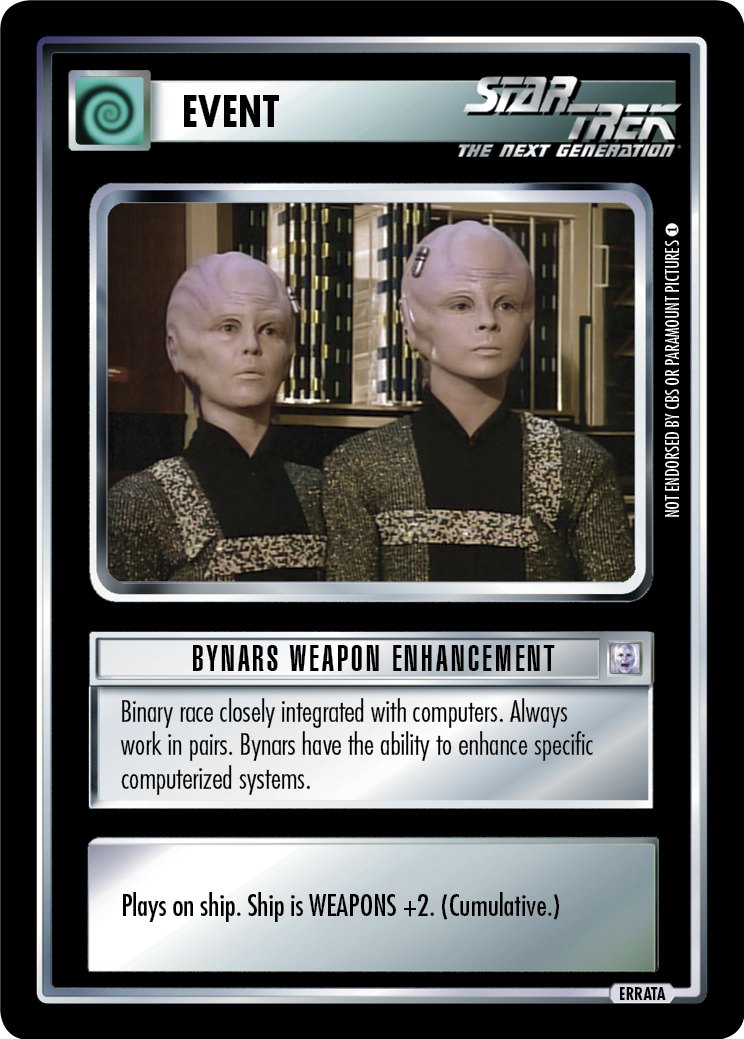 EVENT
STAR TREK
THE NEXT GENERATION
NOT ENDORSED BY CBS OR PARAMOUNT PICTURES 1
BYNARS WEAPON ENHANCEMENT
Binary race closely integrated with computers. Always
work in pairs. Bynars have the ability to enhance specific
computerized systems.
Plays on ship. Ship is WEAPONS +2. (Cumulative.)
ERRATA